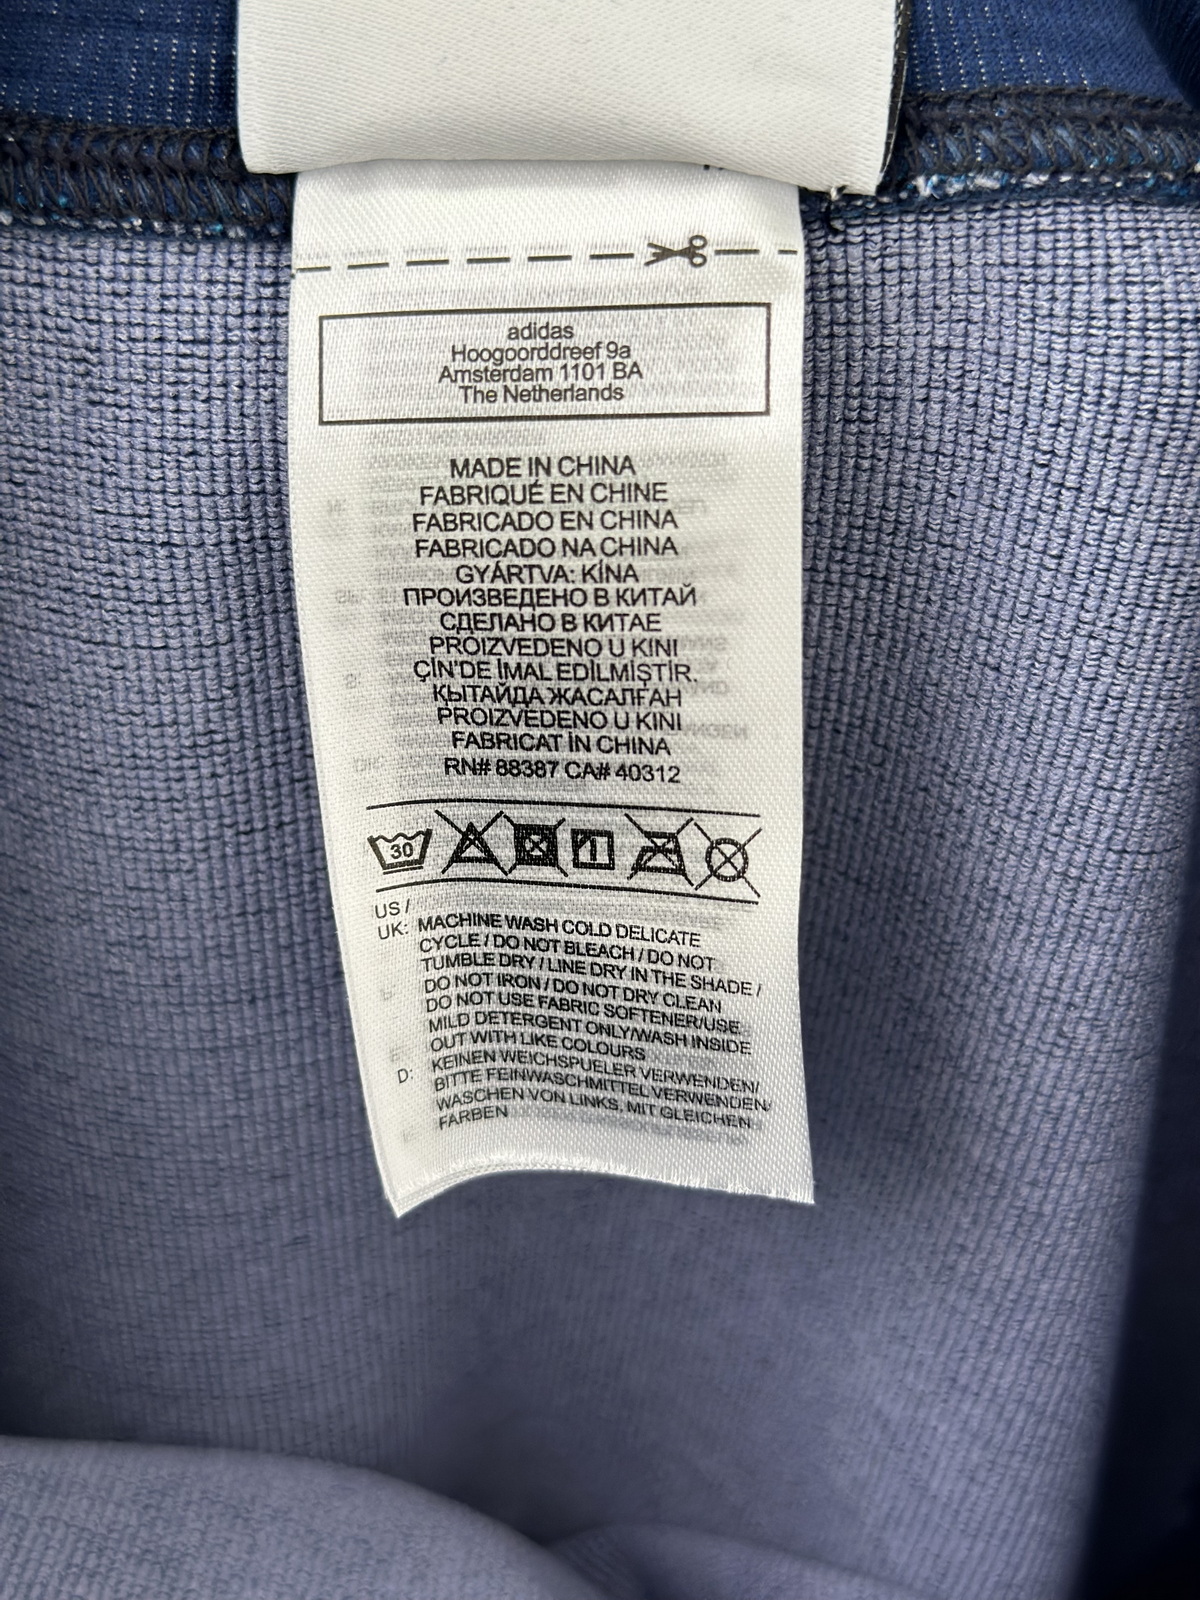 adidas
Hoogoorddreef 9a
Amsterdam 1101 BA
The Netherlands
MADE IN CHINA
FABRIQUÉ EN CHINE
FABRICADO EN CHINA
FABRICADO NA CHINA
GYÁRTVA: KÍNA
ПРОИЗВЕДЕНО В КИТАЙ
СДЕЛАНО В КИТАЕ
PROIZVEDENO U KINI
ÇİN'DE İMAL EDİLMİŞTİR.
ҚЫТАЙДА ЖАСАЛҒАН
PROIZVEDENO U KINI
FABRICAT ÎN CHINA
RN# 88387 CA# 40312
30
US /
UK: MACHINE WASH COLD DELICATE
CYCLE / DO NOT BLEACH / DO NOT
TUMBLE DRY / LINE DRY IN THE SHADE /
DO NOT IRON / DO NOT DRY CLEAN
DO NOT USE FABRIC SOFTENER/USE
MILD DETERGENT ONLY/WASH INSIDE
OUT WITH LIKE COLOURS
D: KEINEN WEICHSPUELER VERWENDEN/
BITTE FEINWASCHMITTEL VERWENDEN/
WASCHEN VON LINKS, MIT GLEICHEN
FARBEN